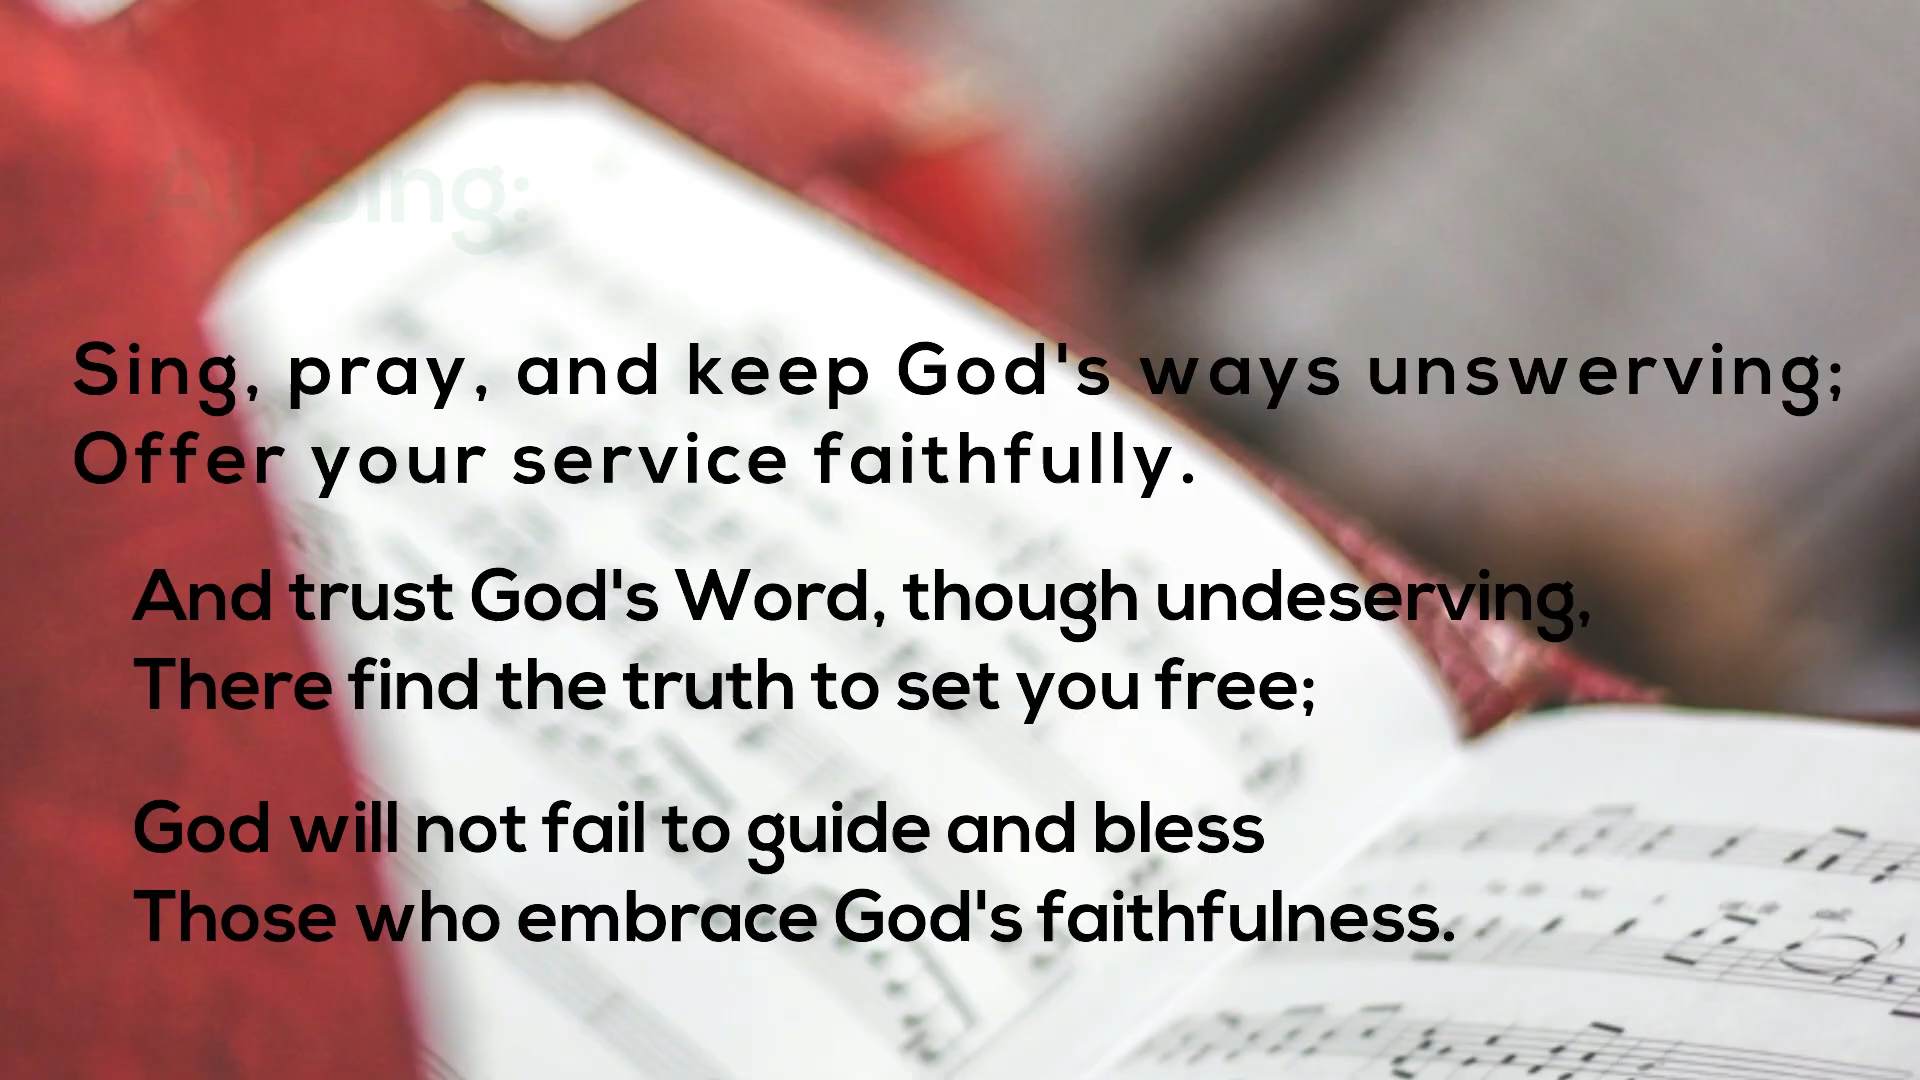 All Sing:
Sing, pray, and keep God's ways unswerving;
Offer your service faithfully.
And trust God's Word, though undeserving,
There find the truth to set you free;
God will not fail to guide and bless
Those who embrace God's faithfulness.